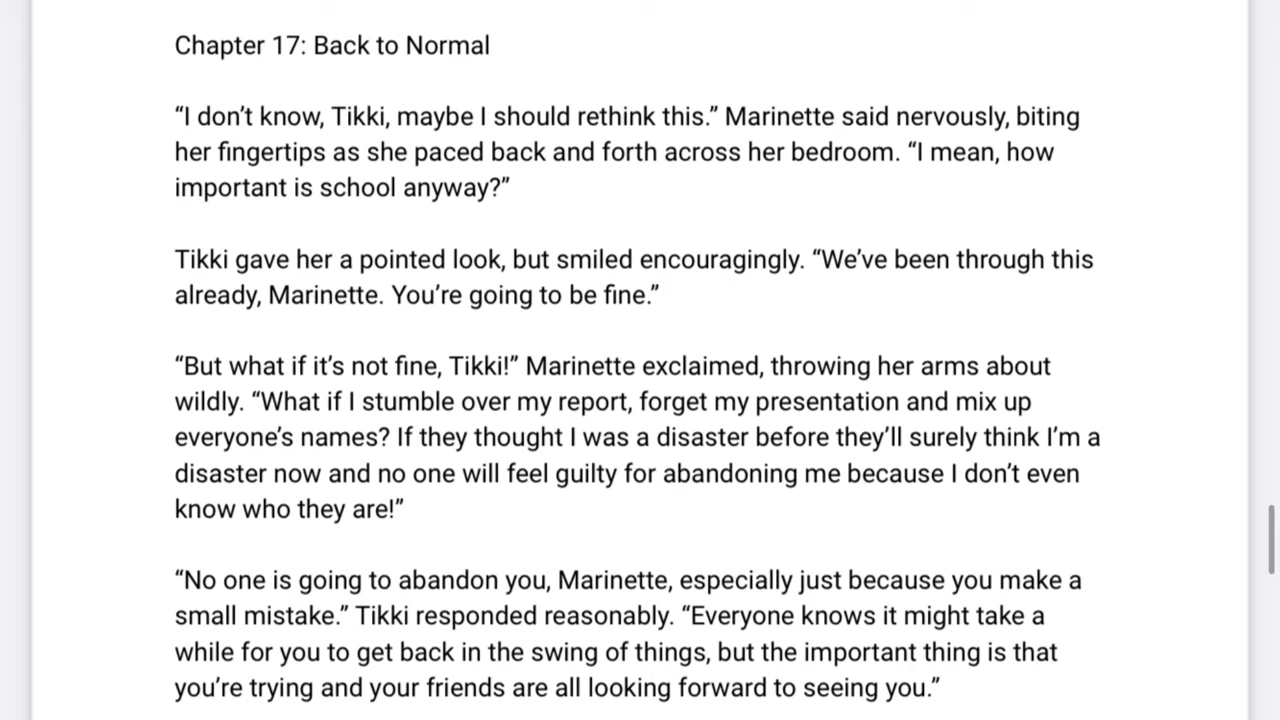 Chapter 17: Back to Normal
“I don’t know, Tikki, maybe I should rethink this.” Marinette said nervously, biting
her fingertips as she paced back and forth across her bedroom. “I mean, how
important is school anyway?”
Tikki gave her a pointed look, but smiled encouragingly. “We’ve been through this
already, Marinette. You’re going to be fine.”
“But what if it’s not fine, Tikki!” Marinette exclaimed, throwing her arms about
wildly. “What if I stumble over my report, forget my presentation and mix up
everyone’s names? If they thought I was a disaster before they’ll surely think I’m a
disaster now and no one will feel guilty for abandoning me because I don’t even
know who they are!”
“No one is going to abandon you, Marinette, especially just because you make a
small mistake.” Tikki responded reasonably. “Everyone knows it might take a
while for you to get back in the swing of things, but the important thing is that
you’re trying and your friends are all looking forward to seeing you.”